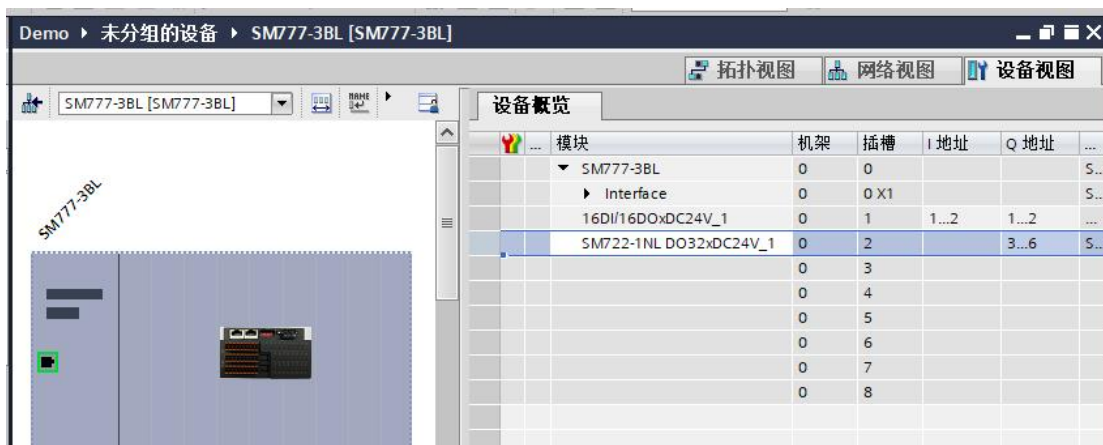 Demo ▸ 未分组的设备 ▸ SM777-3BL [SM777-3BL]
拓扑视图 网络视图 设备视图
SM777-3BL [SM777-3BL]
设备概览
... 模块 机架 插槽 I 地址 Q 地址 ...
SM777-3BL 0 0 S..
Interface 0 0 X1 S..
16DI/16DOxDC24V_1 0 1 1...2 1...2 ...
SM722-1NL DO32xDC24V_1 0 2 3...6 S..
0 3
0 4
0 5
0 6
0 7
0 8
SM777-3BL